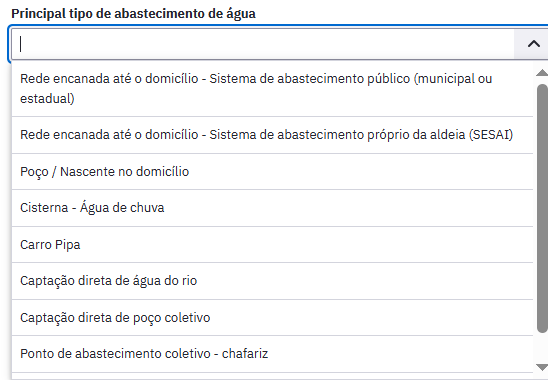 Principal tipo de abastecimento de água
Rede encanada até o domicílio - Sistema de abastecimento público (municipal ou
estadual)
Rede encanada até o domicílio - Sistema de abastecimento próprio da aldeia (SESAI)
Poço / Nascente no domicílio
Cisterna - Água de chuva
Carro Pipa
Captação direta de água do rio
Captação direta de poço coletivo
Ponto de abastecimento coletivo - chafariz